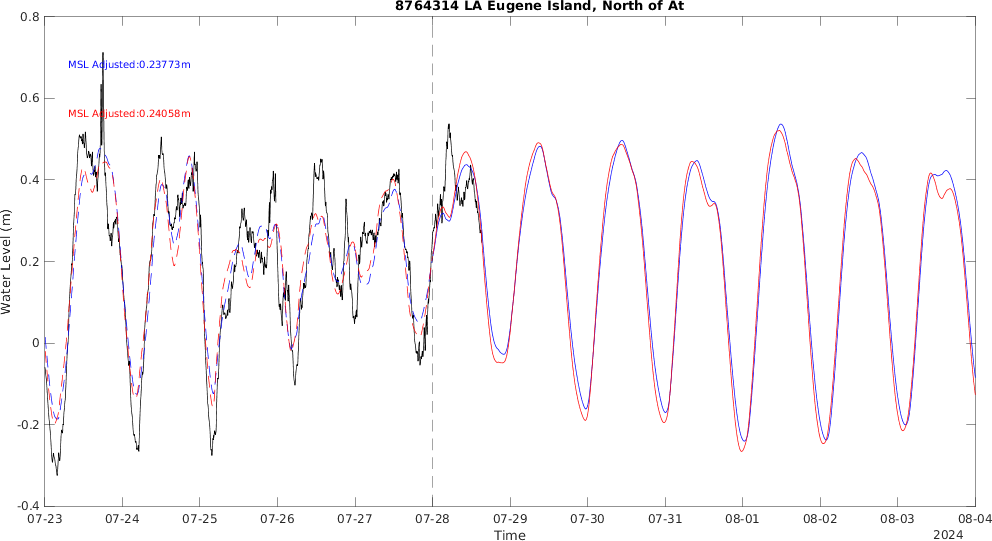 8764314 LA Eugene Island, North of At
0.8
MSL Adjusted:0.23773m
0.6
MSL Adjusted:0.24058m
0.4
Water Level (m)
0.2
0
-0.2
-0.4
07-23 07-24 07-25 07-26 07-27 07-28 07-29 07-30 07-31 08-01 08-02 08-03 08-04
Time
2024